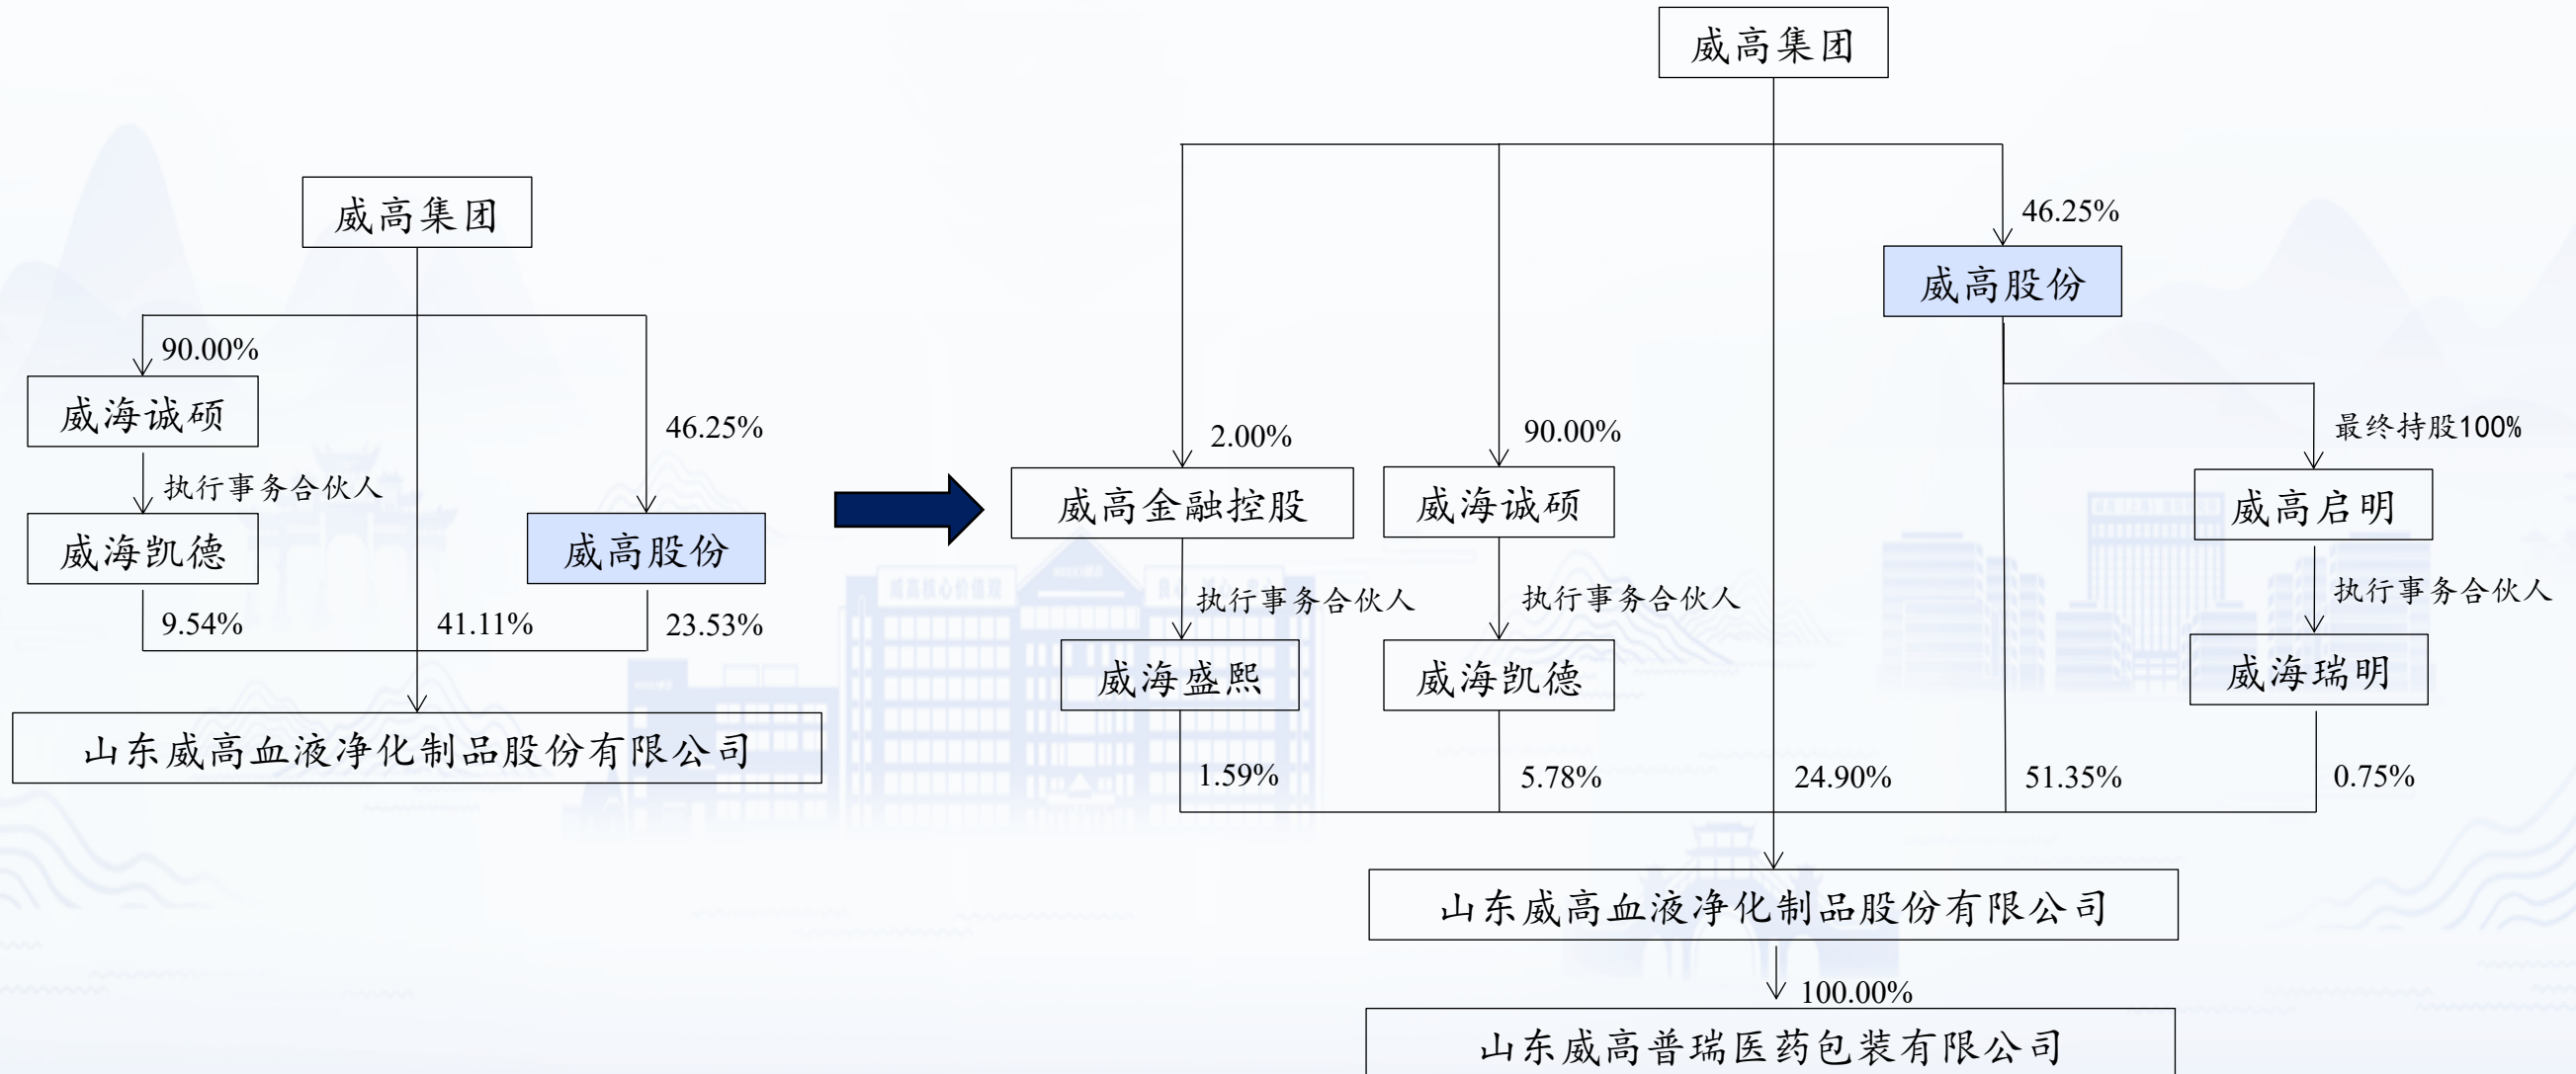 威高集团
90.00%
威海诚硕
执行事务合伙人
威海凯德
46.25%
威高股份
9.54%
41.11%
23.53%
山东威高血液净化制品股份有限公司
威高集团
46.25%
威高股份
2.00%
90.00%
最终持股100%
威高金融控股
威海诚硕
威高启明
执行事务合伙人
执行事务合伙人
执行事务合伙人
威海盛熙
威海凯德
威海瑞明
1.59%
5.78%
24.90%
51.35%
0.75%
山东威高血液净化制品股份有限公司
100.00%
山东威高普瑞医药包装有限公司
威高核心价值观